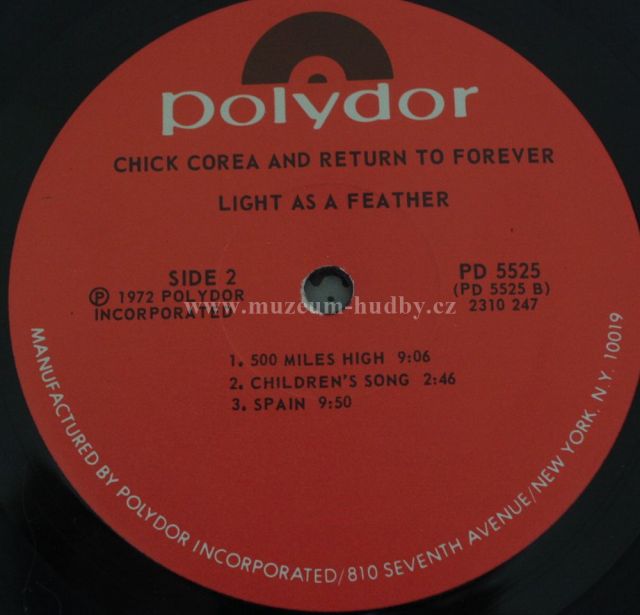 polydor
CHICK COREA AND RETURN TO FOREVER
LIGHT AS A FEATHER
SIDE 2
℗ 1972 POLYDOR
INCORPORATED
PD 5525
(PD 5525 B)
2310 247
www.muzeum-hudby.cz
1. 500 MILES HIGH 9:06
2. CHILDREN'S SONG 2:46
3. SPAIN 9:50
MANUFACTURED BY POLYDOR INCORPORATED/810 SEVENTH AVENUE/NEW YORK. N.Y. 10019